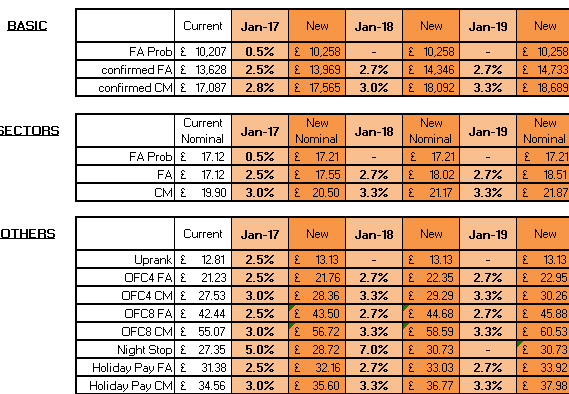 BASIC Current Jan-17 New Jan-18 New Jan-19 New
FA Prob £ 10,207 0.5% £ 10,258 - £ 10,258 - £ 10,258
confirmed FA £ 13,628 2.5% £ 13,969 2.7% £ 14,346 2.7% £ 14,733
confirmed CM £ 17,087 2.8% £ 17,565 3.0% £ 18,092 3.3% £ 18,689
SECTORS Current Nominal Jan-17 New Nominal Jan-18 New Nominal Jan-19 New Nominal
FA Prob £ 17.12 0.5% £ 17.21 - £ 17.21 - £ 17.21
FA £ 17.12 2.5% £ 17.55 2.7% £ 18.02 2.7% £ 18.51
CM £ 19.90 3.0% £ 20.50 3.3% £ 21.17 3.3% £ 21.87
OTHERS Current Jan-17 New Jan-18 New Jan-19 New
Uprank £ 12.81 2.5% £ 13.13 - £ 13.13 - £ 13.13
OFC4 FA £ 21.23 2.5% £ 21.76 2.7% £ 22.35 2.7% £ 22.95
OFC4 CM £ 27.53 3.0% £ 28.36 3.3% £ 29.29 3.3% £ 30.26
OFC8 FA £ 42.44 2.5% £ 43.50 2.7% £ 44.68 2.7% £ 45.88
OFC8 CM £ 55.07 3.0% £ 56.72 3.3% £ 58.59 3.3% £ 60.53
Night Stop £ 27.35 5.0% £ 28.72 7.0% £ 30.73 - £ 30.73
Holiday Pay FA £ 31.38 2.5% £ 32.16 2.7% £ 33.03 2.7% £ 33.92
Holiday Pay CM £ 34.56 3.0% £ 35.60 3.3% £ 36.77 3.3% £ 37.98